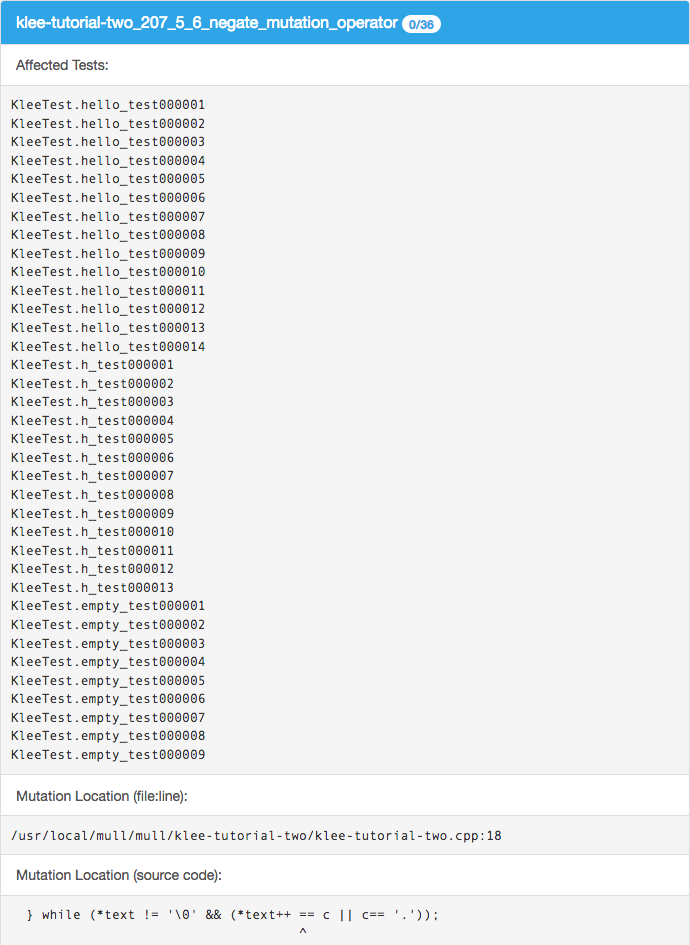 klee-tutorial-two_207_5_6_negate_mutation_operator 0/36
Affected Tests:
KleeTest.hello_test000001
KleeTest.hello_test000002
KleeTest.hello_test000003
KleeTest.hello_test000004
KleeTest.hello_test000005
KleeTest.hello_test000006
KleeTest.hello_test000007
KleeTest.hello_test000008
KleeTest.hello_test000009
KleeTest.hello_test000010
KleeTest.hello_test000011
KleeTest.hello_test000012
KleeTest.hello_test000013
KleeTest.hello_test000014
KleeTest.h_test000001
KleeTest.h_test000002
KleeTest.h_test000003
KleeTest.h_test000004
KleeTest.h_test000005
KleeTest.h_test000006
KleeTest.h_test000007
KleeTest.h_test000008
KleeTest.h_test000009
KleeTest.h_test000010
KleeTest.h_test000011
KleeTest.h_test000012
KleeTest.h_test000013
KleeTest.empty_test000001
KleeTest.empty_test000002
KleeTest.empty_test000003
KleeTest.empty_test000004
KleeTest.empty_test000005
KleeTest.empty_test000006
KleeTest.empty_test000007
KleeTest.empty_test000008
KleeTest.empty_test000009
Mutation Location (file:line):
/usr/local/mull/mull/klee-tutorial-two/klee-tutorial-two.cpp:18
Mutation Location (source code):
} while (*text != '\0' && (*text++ == c || c== '.'));
^